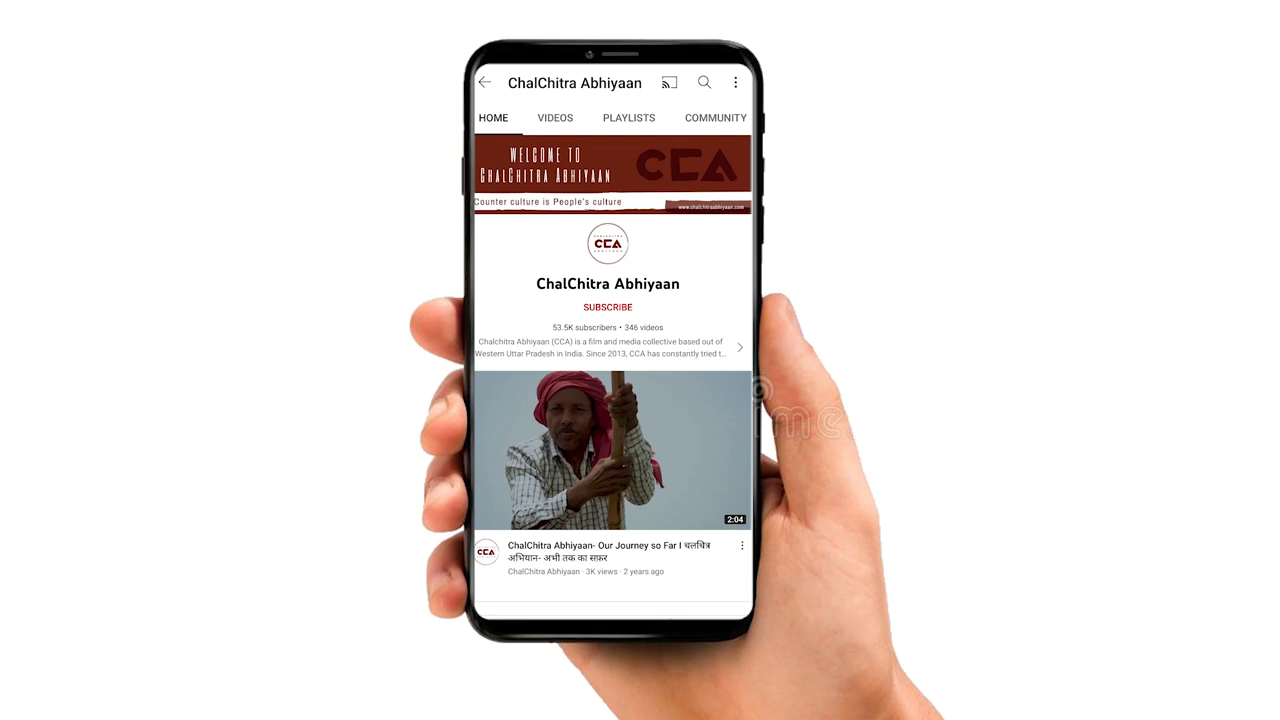 ChalChitra Abhiyaan
HOME VIDEOS PLAYLISTS COMMUNITY
WELCOME TO
CHALCHITRA ABHIYAAN
CCA
Counter culture is People's culture
www.chalchitraabhiyaan.com
CCA
ChalChitra Abhiyaan
SUBSCRIBE
53.5K subscribers • 346 videos
Chalchitra Abhiyaan (CCA) is a film and media collective based out of
Western Uttar Pradesh in India. Since 2013, CCA has constantly tried t...
2:04
CCA
ChalChitra Abhiyaan- Our Journey so Far I चलचित्र
अभियान- अभी तक का सफ़र
ChalChitra Abhiyaan · 3K views · 2 years ago